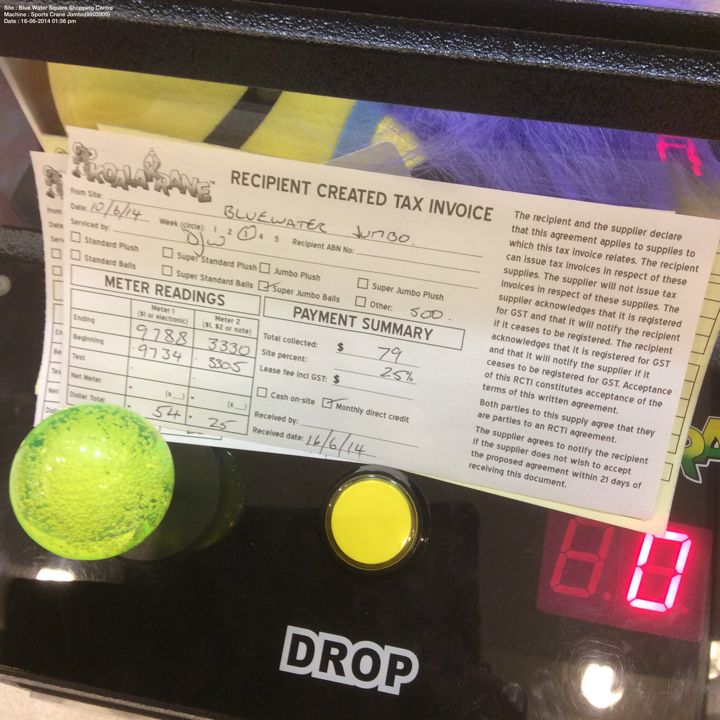 Site : Blue Water Square Shopping Centre
Machine : Sports Crane Jumbo(9903900)
Date : 16-06-2014 01:36 pm
KOALA KRANE™ RECIPIENT CREATED TAX INVOICE
From Site: BLUEWATER JUMBO.
Date: 10/6/14 Week (circle): 1 2 3 4 5 Recipient ABN No:
Serviced by: DJW
Standard Plush Super Standard Plush Jumbo Plush Super Jumbo Plush
Standard Balls Super Standard Balls Super Jumbo Balls Other: 500.
METER READINGS
Meter 1 ($1 or electronic) Meter 2 ($1, $2 or note)
Ending 9788 3330
Beginning 9734 3305
Test
Net Meter
(x ) (x )
Dollar Total 54 25
PAYMENT SUMMARY
Total collected: $ 79
Site percent: 25%
Lease fee incl GST: $
Cash on-site Monthly direct credit
Received by:
Received date: 16/6/14
The recipient and the supplier declare
that this agreement applies to supplies to
which this tax invoice relates. The recipient
can issue tax invoices in respect of these
supplies. The supplier will not issue tax
invoices in respect of these supplies. The
supplier acknowledges that it is registered
for GST and that it will notify the recipient
if it ceases to be registered. The recipient
acknowledges that it is registered for GST
and that it will notify the supplier if it
ceases to be registered for GST. Acceptance
of this RCTI constitutes acceptance of the
terms of this written agreement.
Both parties to this supply agree that they
are parties to an RCTI agreement.
The supplier agrees to notify the recipient
if the supplier does not wish to accept
the proposed agreement within 21 days of
receiving this document.
0
DROP